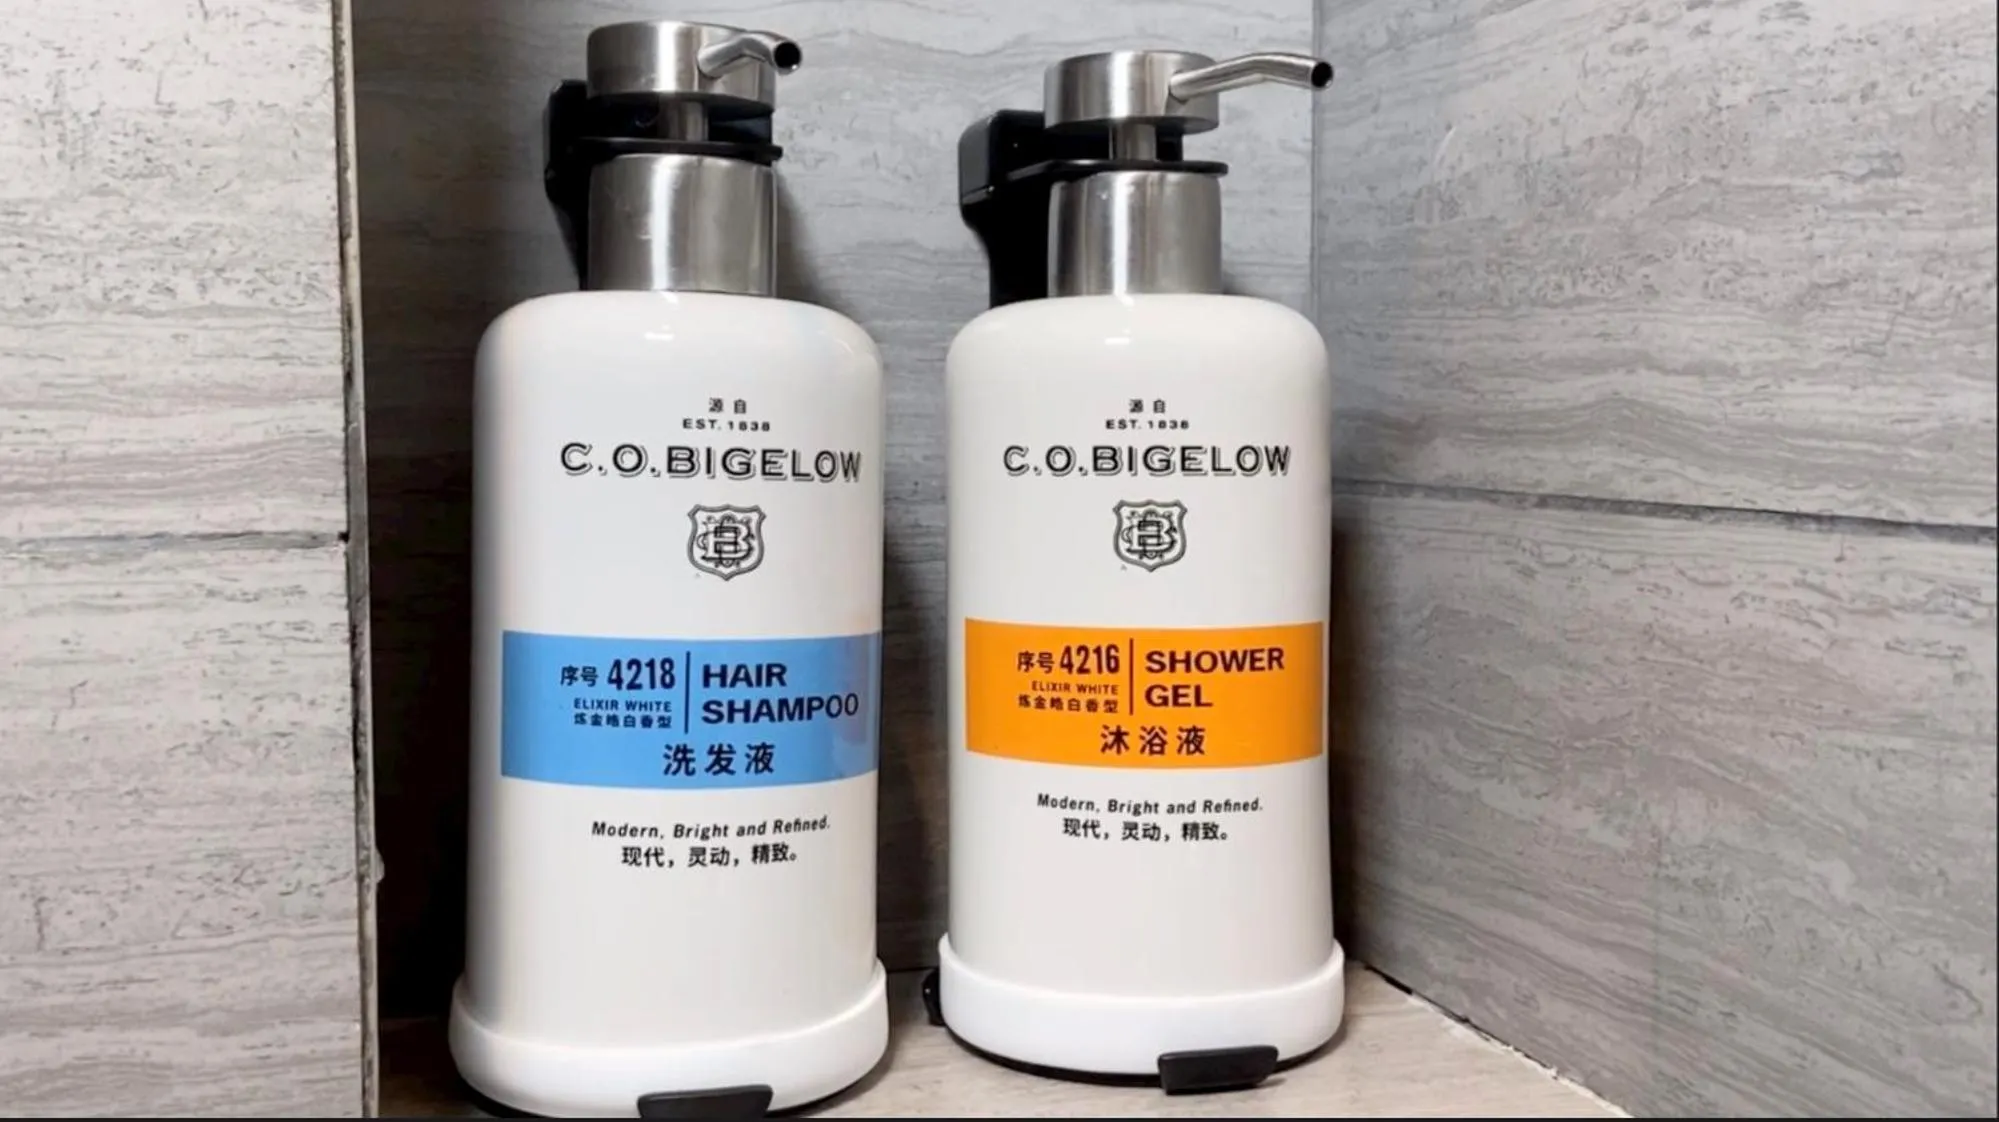 源自
EST. 1838
C.O.BIGELOW
序号 4218
ELIXIR WHITE
炼金皓白香型
HAIR
SHAMPOO
洗发液
Modern, Bright and Refined.
现代，灵动，精致。
源自
EST. 1838
C.O.BIGELOW
序号 4216
ELIXIR WHITE
炼金皓白香型
SHOWER
GEL
沐浴液
Modern, Bright and Refined.
现代，灵动，精致。